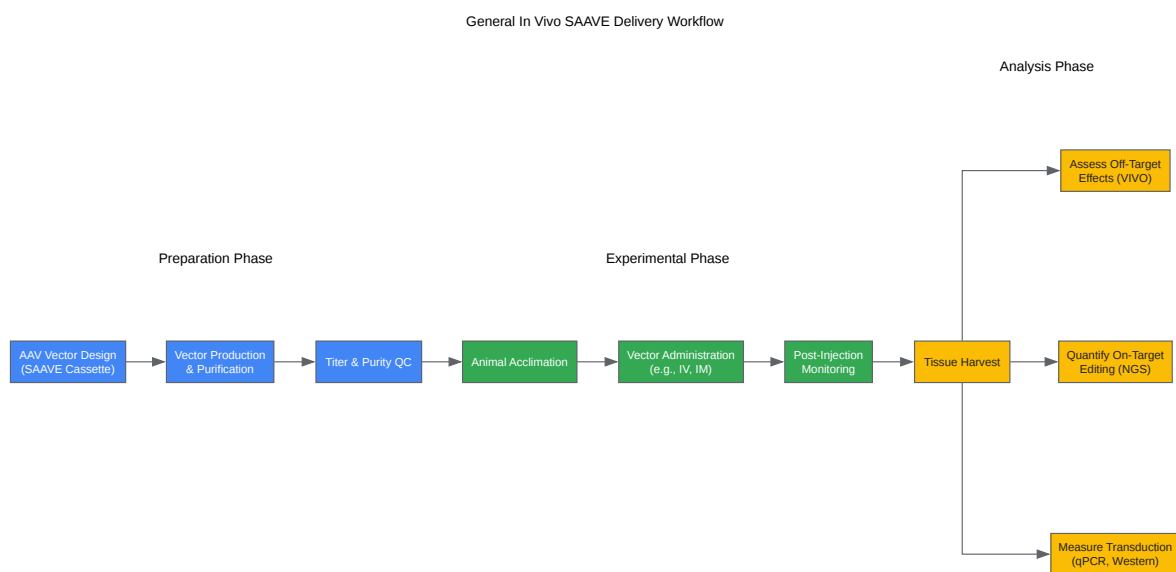 General In Vivo SAAVE Delivery Workflow
Analysis Phase
Assess Off-Target
Effects (VIVO)
Preparation Phase
Experimental Phase
AAV Vector Design
(SAAVE Cassette)
Vector Production
& Purification
Titer & Purity QC
Animal Acclimation
Vector Administration
(e.g., IV, IM)
Post-Injection
Monitoring
Tissue Harvest
Quantify On-Target
Editing (NGS)
Measure Transduction
(qPCR, Western)